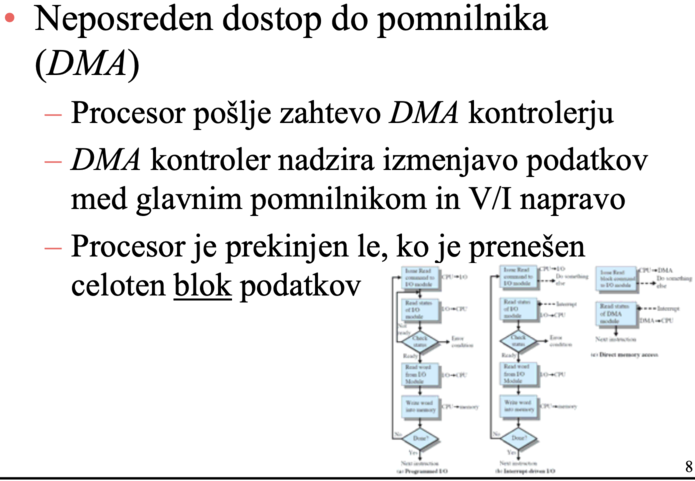 • Neposreden dostop do pomnilnika
(DMA)
– Procesor pošlje zahtevo DMA kontrolerju
– DMA kontroler nadzira izmenjavo podatkov
med glavnim pomnilnikom in V/I napravo
– Procesor je prekinjen le, ko je prenešen
celoten blok podatkov
Issue Read
command to
I/O module
CPU→I/O
Read status
of I/O
module
I/O→CPU
Not
ready
Check
status
Error
condition
Ready
Read word
from I/O
Module
I/O→CPU
Write word
into memory
CPU→memory
No
Done?
Yes
Next instruction
(a) Programmed I/O
Issue Read
command to
I/O module
CPU→I/O
Do something
else
Read status
of I/O
module
Interrupt
I/O→CPU
Check
status
Error
condition
Ready
Read word
from I/O
Module
I/O→CPU
Write word
into memory
CPU→memory
No
Done?
Yes
Next instruction
(b) Interrupt-driven I/O
Issue Read
block command
to I/O module
CPU→DMA
Do something
else
Read status
of DMA
module
Interrupt
DMA→CPU
Next instruction
(c) Direct memory access
8